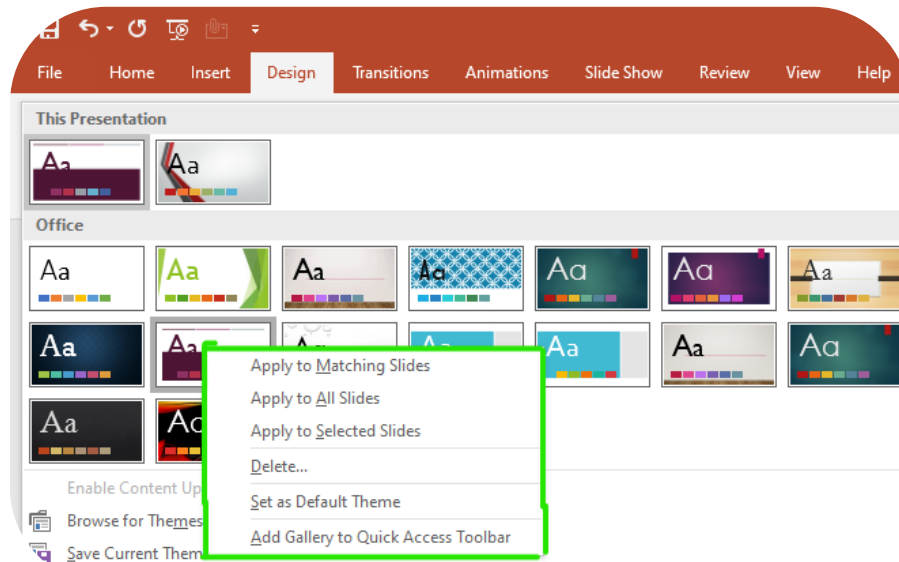 File Home Insert Design Transitions Animations Slide Show Review View Help
This Presentation
Aa Aa
Office
Aa Aa Aa Aa Aa Aa Aa
Aa Aa Aa Aa Aa Aa Aa
Aa
Apply to Matching Slides
Apply to All Slides
Apply to Selected Slides
Delete...
Set as Default Theme
Add Gallery to Quick Access Toolbar
Enable Content Up
Browse for Themes
Save Current Them